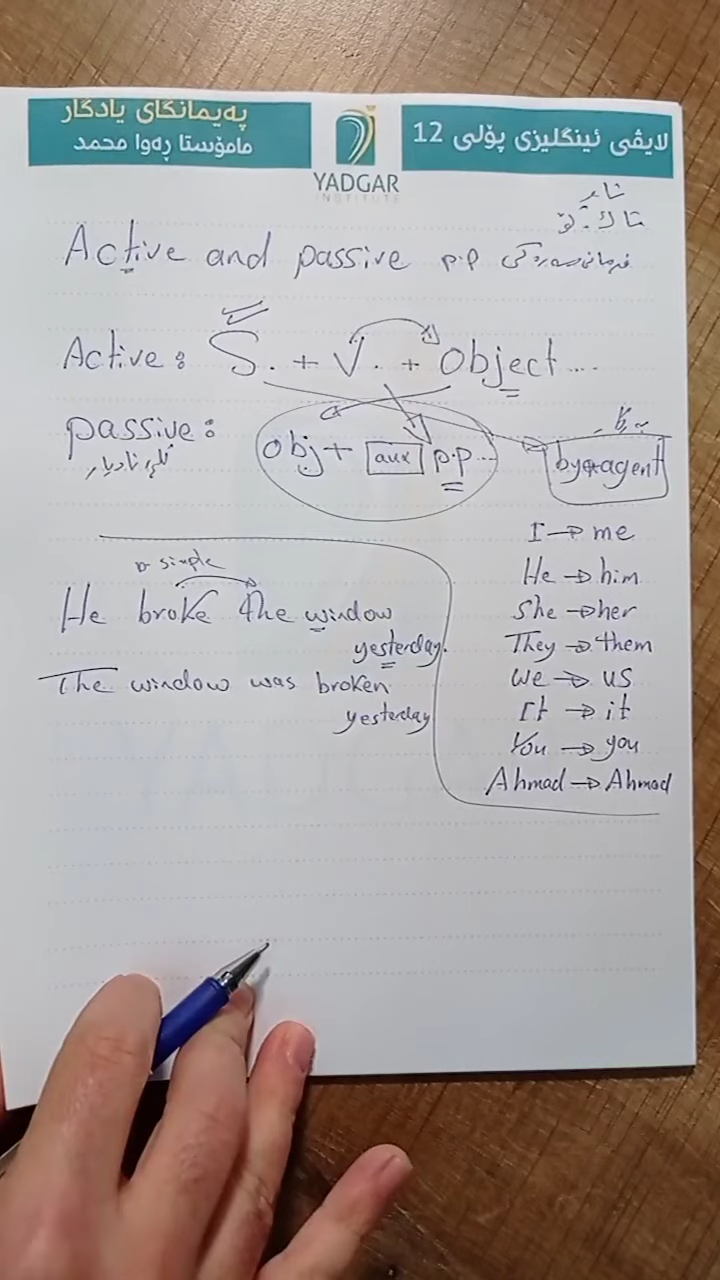 پەیمانگای یادگار
مامۆستا ڕەوا محمد
YADGAR
INSTITUTE
لایڤی ئینگلیزی پۆلی 12
Active and passive p.p
Active: S. + V. + object ...
passive: obj + aux p.p... by+agent
I → me
He → him
She → her
They → them
We → us
It → it
You → you
Ahmad → Ahmad
p simple
He broke the window
yesterday.
The window was broken
yesterday